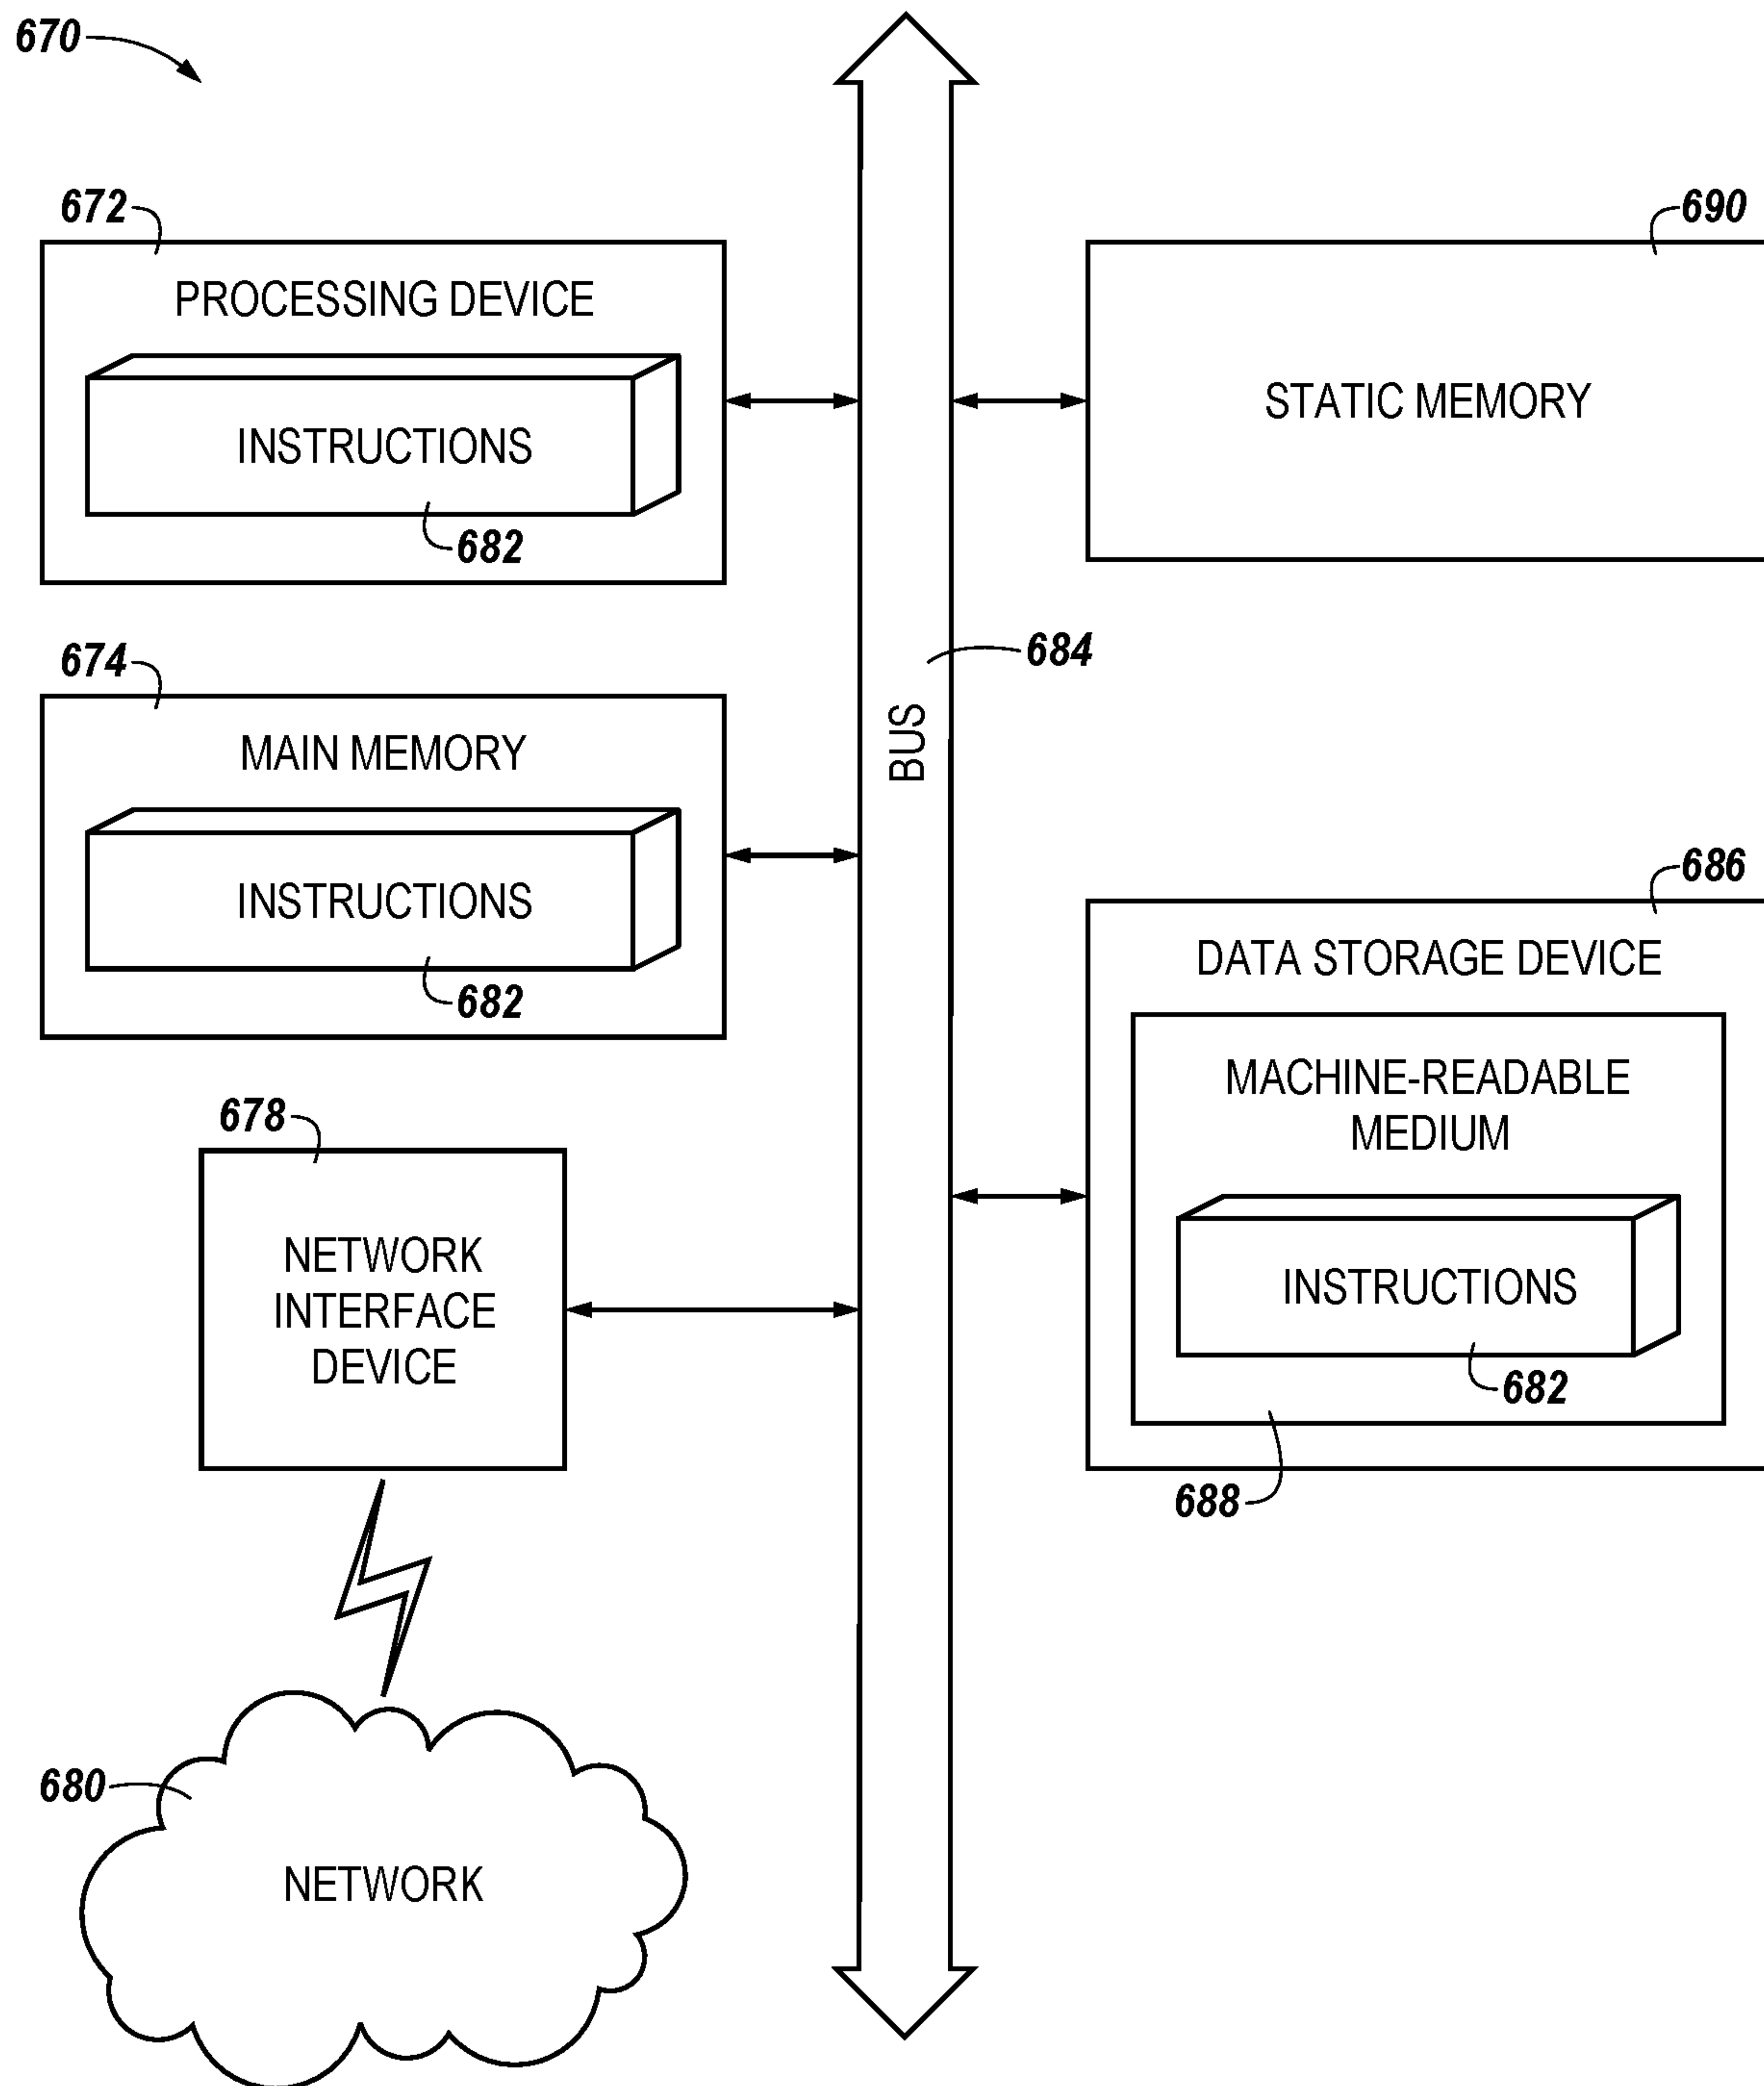 670
672
PROCESSING DEVICE
INSTRUCTIONS
682
690
STATIC MEMORY
674
MAIN MEMORY
INSTRUCTIONS
682
684
BUS
686
DATA STORAGE DEVICE
MACHINE-READABLE
MEDIUM
INSTRUCTIONS
682
688
678
NETWORK
INTERFACE
DEVICE
680
NETWORK